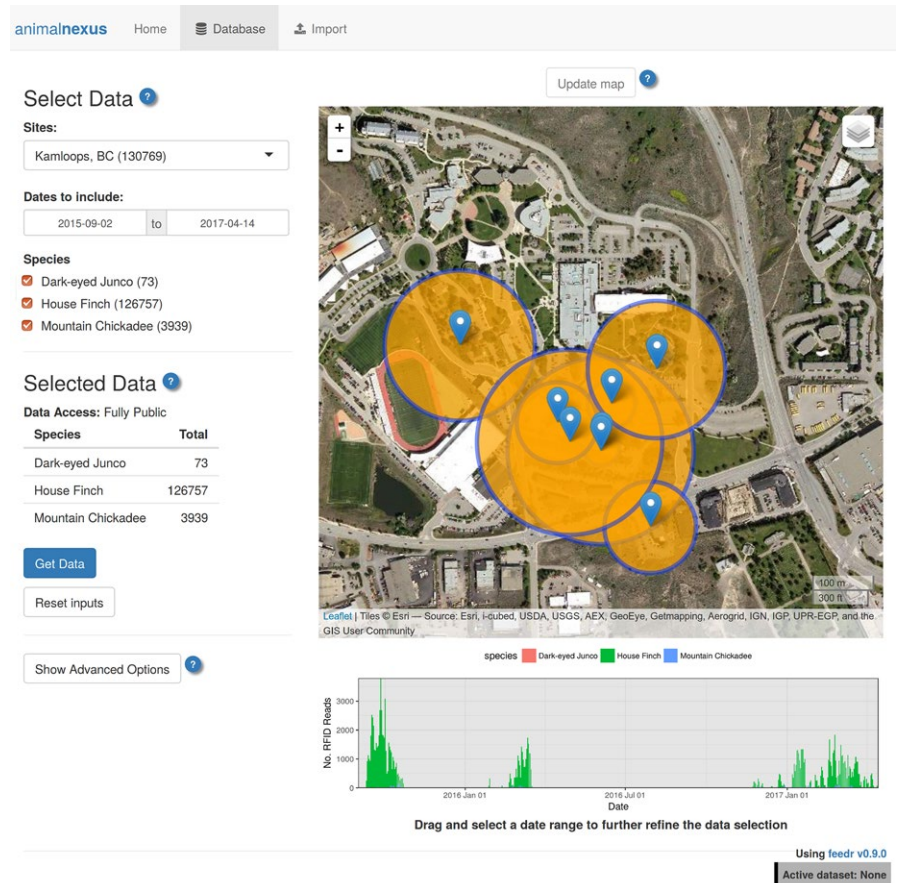 animalnexus Home Database Import
Select Data ?
Sites:
Kamloops, BC (130769)
Dates to include:
2015-09-02 to 2017-04-14
Species
Dark-eyed Junco (73)
House Finch (126757)
Mountain Chickadee (3939)
Selected Data ?
Data Access: Fully Public
Species Total
Dark-eyed Junco 73
House Finch 126757
Mountain Chickadee 3939
Get Data
Reset inputs
Show Advanced Options ?
Update map ?
+
-
100 m
300 ft
Leaflet | Tiles © Esri — Source: Esri, i-cubed, USDA, USGS, AEX, GeoEye, Getmapping, Aerogrid, IGN, IGP, UPR-EGP, and the
GIS User Community
species Dark-eyed Junco House Finch Mountain Chickadee
No. RFID Reads
3000
2000
1000
0
2016 Jan 01 2016 Jul 01 2017 Jan 01
Date
Drag and select a date range to further refine the data selection
Using feedr v0.9.0
Active dataset: None